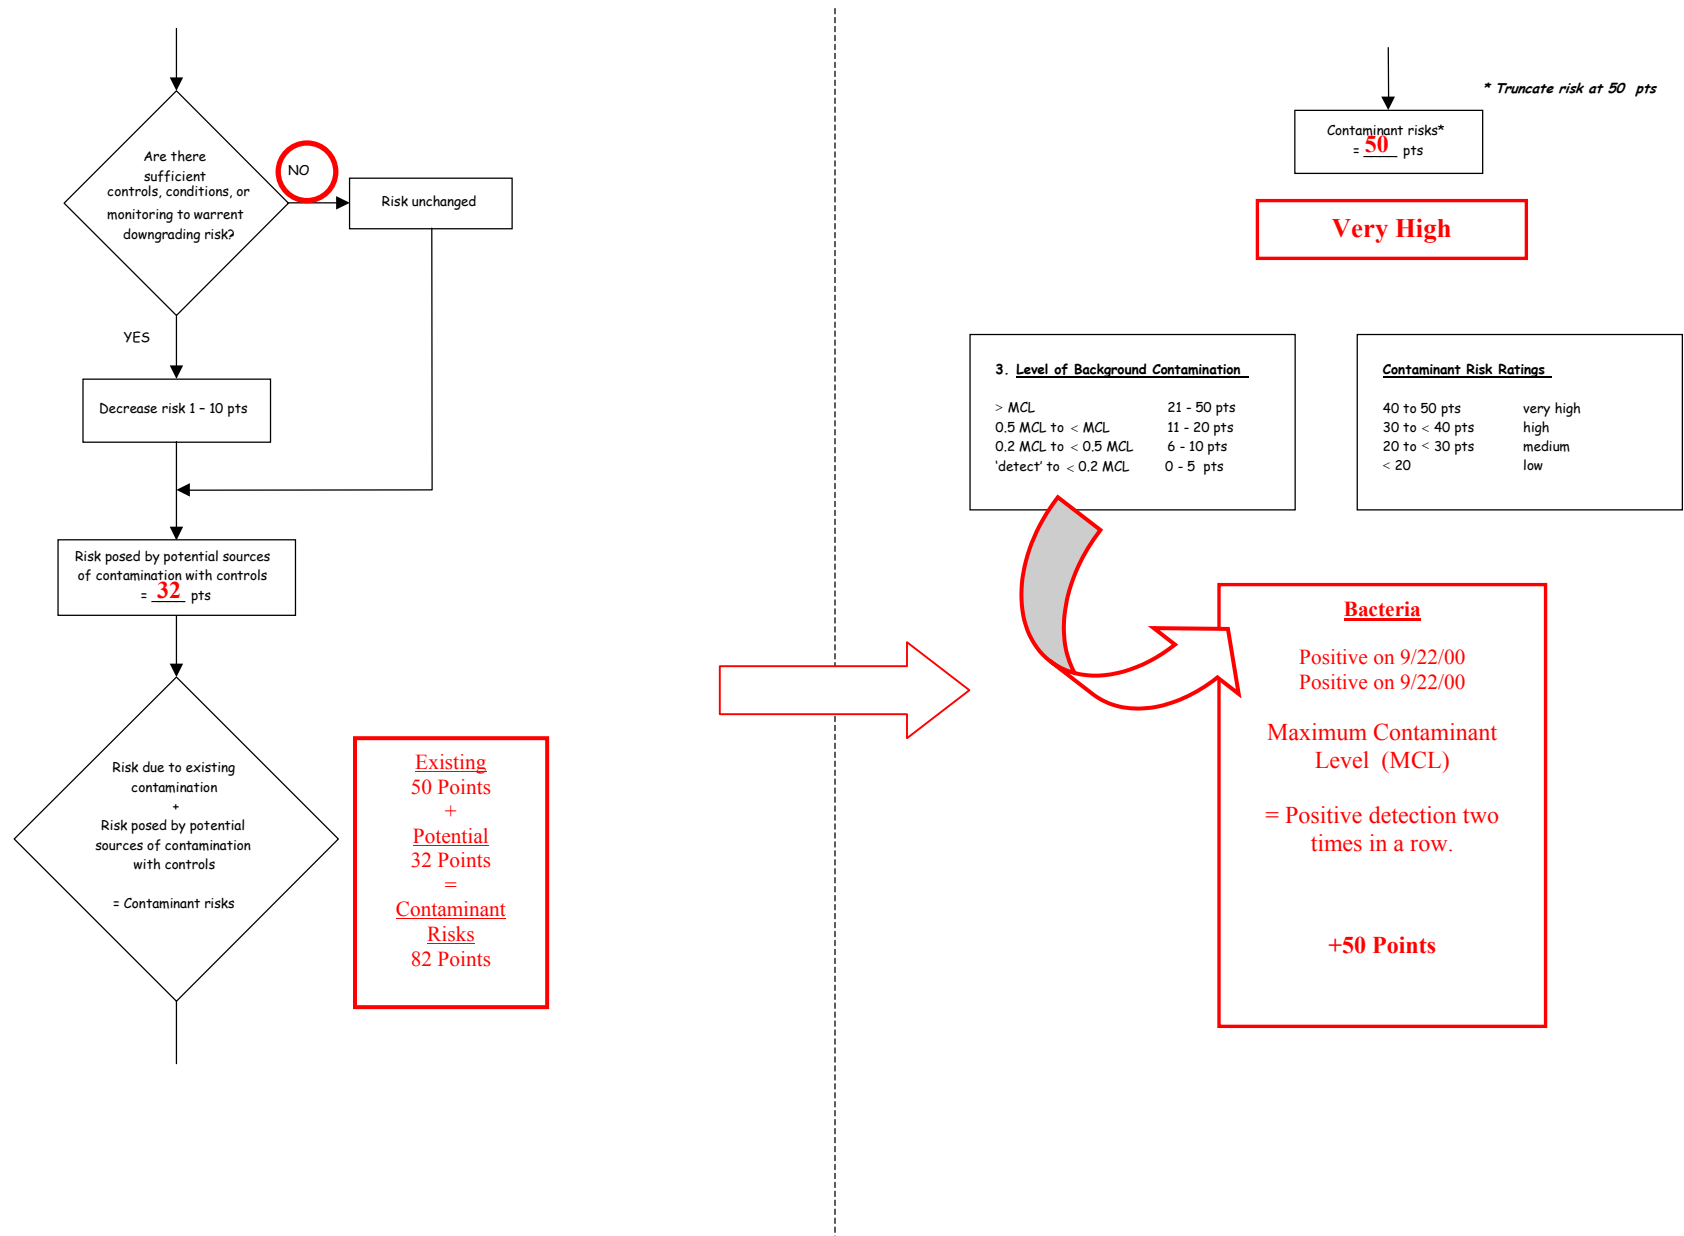 Are there
sufficient
controls, conditions, or
monitoring to warrent
downgrading risk?
NO
Risk unchanged
YES
Decrease risk 1 – 10 pts
Risk posed by potential sources
of contamination with controls
= 32 pts
Risk due to existing
contamination
+
Risk posed by potential
sources of contamination
with controls
= Contaminant risks
Existing
50 Points
+
Potential
32 Points
=
Contaminant
Risks
82 Points
* Truncate risk at 50 pts
Contaminant risks*
= 50 pts
Very High
3. Level of Background Contamination
> MCL 21 - 50 pts
0.5 MCL to < MCL 11 - 20 pts
0.2 MCL to < 0.5 MCL 6 - 10 pts
‘detect’ to < 0.2 MCL 0 - 5 pts
Contaminant Risk Ratings
40 to 50 pts very high
30 to < 40 pts high
20 to < 30 pts medium
< 20 low
Bacteria
Positive on 9/22/00
Positive on 9/22/00
Maximum Contaminant
Level (MCL)
= Positive detection two
times in a row.
+50 Points